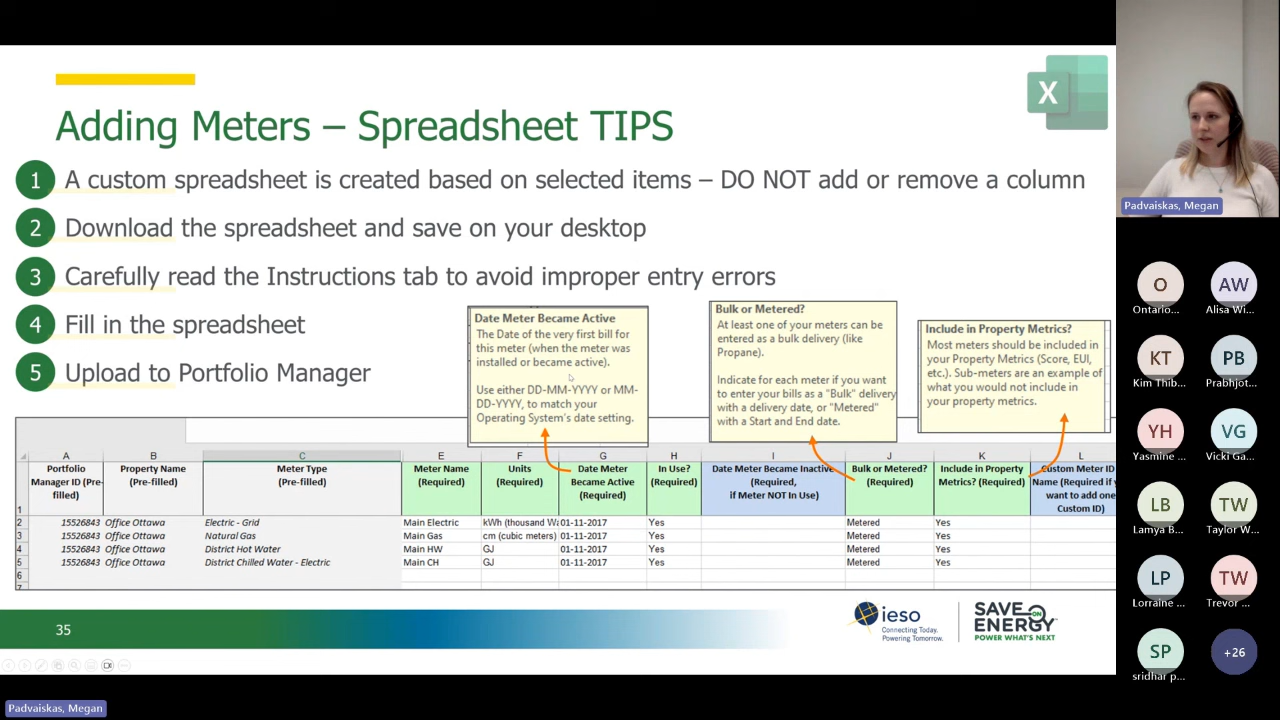 Adding Meters – Spreadsheet TIPS
X
1 A custom spreadsheet is created based on selected items – DO NOT add or remove a column
2 Download the spreadsheet and save on your desktop
3 Carefully read the Instructions tab to avoid improper entry errors
4 Fill in the spreadsheet
5 Upload to Portfolio Manager
Date Meter Became Active
The Date of the very first bill for
this meter (when the meter was
installed or became active).
Use either DD-MM-YYYY or MM-
DD-YYYY, to match your
Operating System's date setting.
Bulk or Metered?
At least one of your meters can be
entered as a bulk delivery (like
Propane).
Indicate for each meter if you want
to enter your bills as a "Bulk" delivery
with a delivery date, or "Metered"
with a Start and End date.
Include in Property Metrics?
Most meters should be included in
your Property Metrics (Score, EUI,
etc.). Sub-meters are an example of
what you would not include in
your property metrics.
A B C E F G H I J K L
1 Portfolio Manager ID (Pre-filled) Property Name (Pre-filled) Meter Type (Pre-filled) Meter Name (Required) Units (Required) Date Meter Became Active (Required) In Use? (Required) Date Meter Became Inactive (Required, if Meter NOT In Use) Bulk or Metered? (Required) Include in Property Metrics? (Required) Custom Meter ID Name (Required if want to add one Custom ID)
2 15526843 Office Ottawa Electric - Grid Main Electric kWh (thousand Wa 01-11-2017 Yes Metered Yes
3 15526843 Office Ottawa Natural Gas Main Gas cm (cubic meters) 01-11-2017 Yes Metered Yes
4 15526843 Office Ottawa District Hot Water Main HW GJ 01-11-2017 Yes Metered Yes
5 15526843 Office Ottawa District Chilled Water - Electric Main CH GJ 01-11-2017 Yes Metered Yes
6
7
35
ieso
Connecting Today.
Powering Tomorrow.
SAVE ON
ENERGY
POWER WHAT'S NEXT
Padvaiskas, Megan
Padvaiskas, Megan
O AW
Ontario... Alisa Wi...
KT PB
Kim Thib... Prabhjot...
YH VG
Yasmine ... Vicki Ga...
LB TW
Lamya B... Taylor W...
LP TW
Lorraine ... Trevor ...
SP +26
sridhar p...